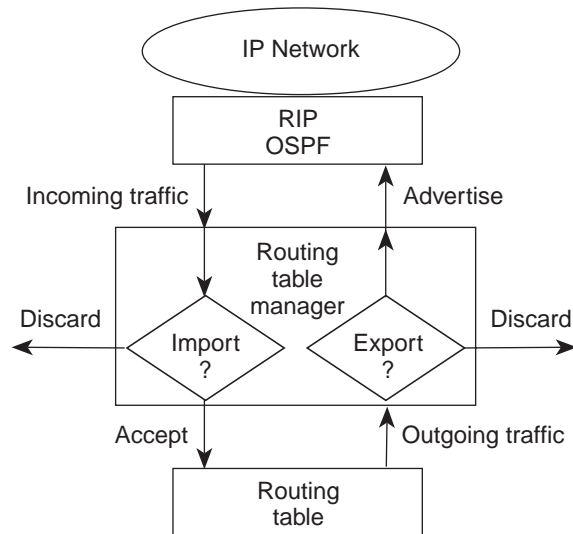 IP Network
RIP
OSPF
Incoming traffic
Advertise
Routing
table
manager
Discard
Discard
Import
?
Export
?
Accept
Outgoing traffic
Routing
table